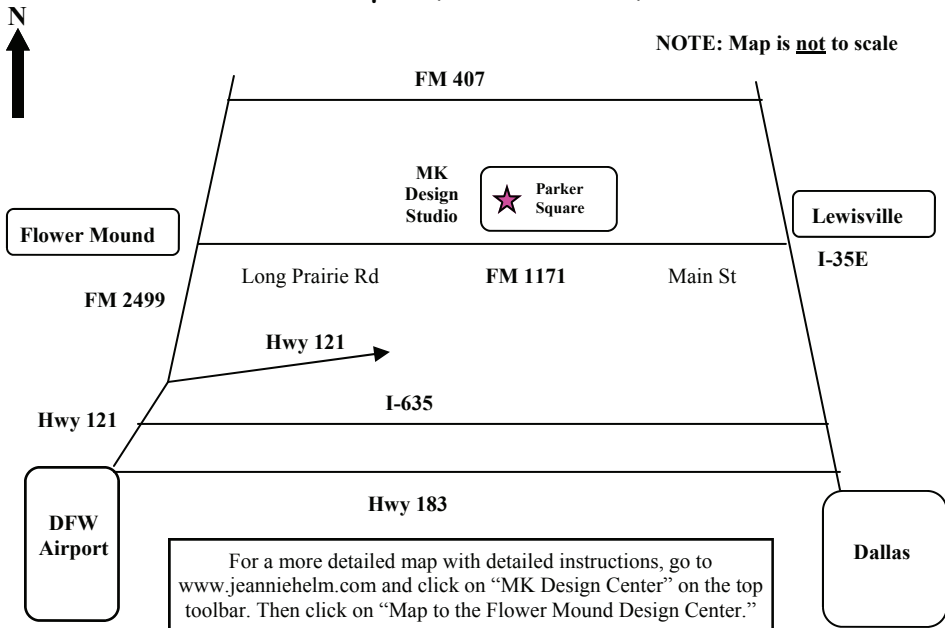 N
NOTE: Map is not to scale
FM 407
MK
Design
Studio
Parker
Square
Flower Mound
Lewisville
I-35E
Long Prairie Rd
FM 1171
Main St
FM 2499
Hwy 121
Hwy 121
I-635
Hwy 183
DFW
Airport
Dallas
For a more detailed map with detailed instructions, go to
www.jeanniehelm.com and click on “MK Design Center” on the top
toolbar. Then click on “Map to the Flower Mound Design Center.”